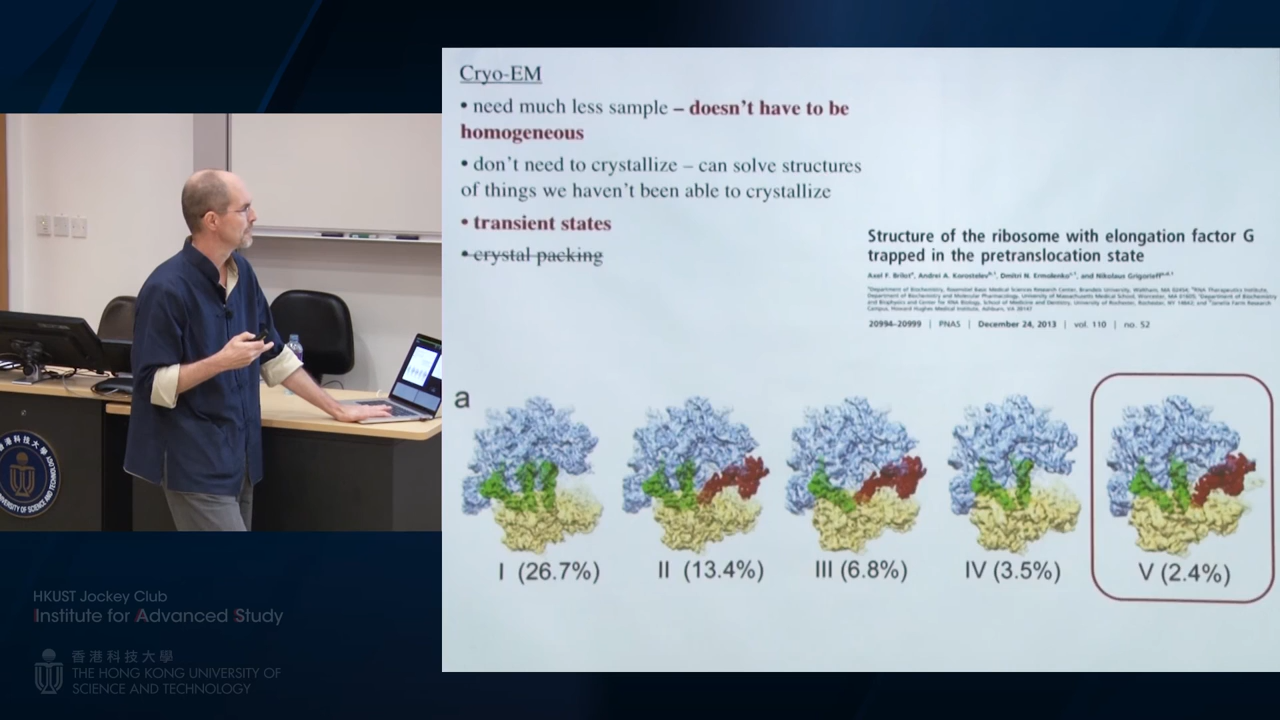 Cryo-EM
• need much less sample – doesn't have to be
homogeneous
• don't need to crystallize – can solve structures
of things we haven't been able to crystallize
• transient states
• crystal packing
Structure of the ribosome with elongation factor G
trapped in the pretranslocation state
Axel F. Brilot, Andrei A. Korostelev, Dmitri N. Ermolenko, and Nikolaus Grigorieff
20994–20999 | PNAS | December 24, 2013 | vol. 110 | no. 52
a
I (26.7%)
II (13.4%)
III (6.8%)
IV (3.5%)
V (2.4%)
HKUST Jockey Club
Institute for Advanced Study
香港科技大學
THE HONG KONG UNIVERSITY OF
SCIENCE AND TECHNOLOGY